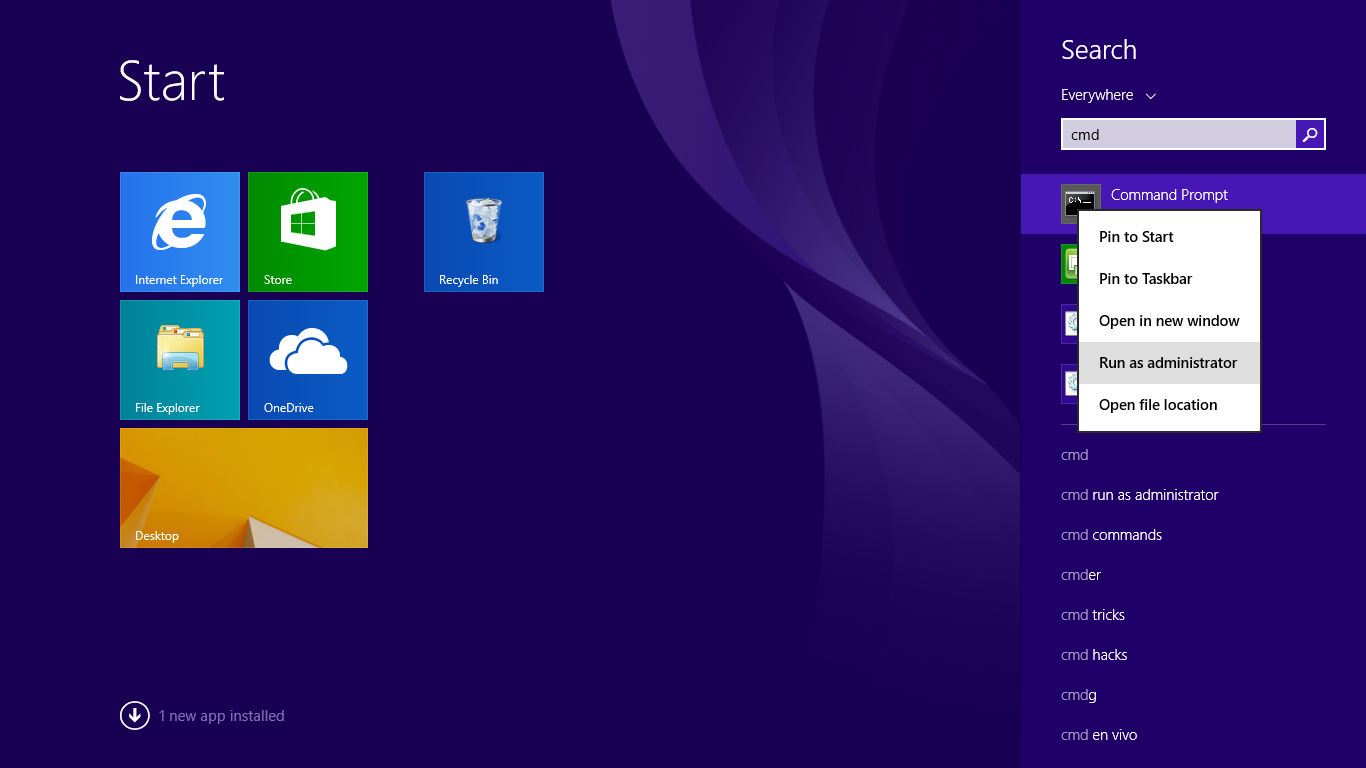 Start
Internet Explorer
Store
Recycle Bin
File Explorer
OneDrive
Desktop
1 new app installed
Search
Everywhere
cmd
C:\
Command Prompt
Pin to Start
Pin to Taskbar
Open in new window
Run as administrator
Open file location
cmd
cmd run as administrator
cmd commands
cmder
cmd tricks
cmd hacks
cmdg
cmd en vivo